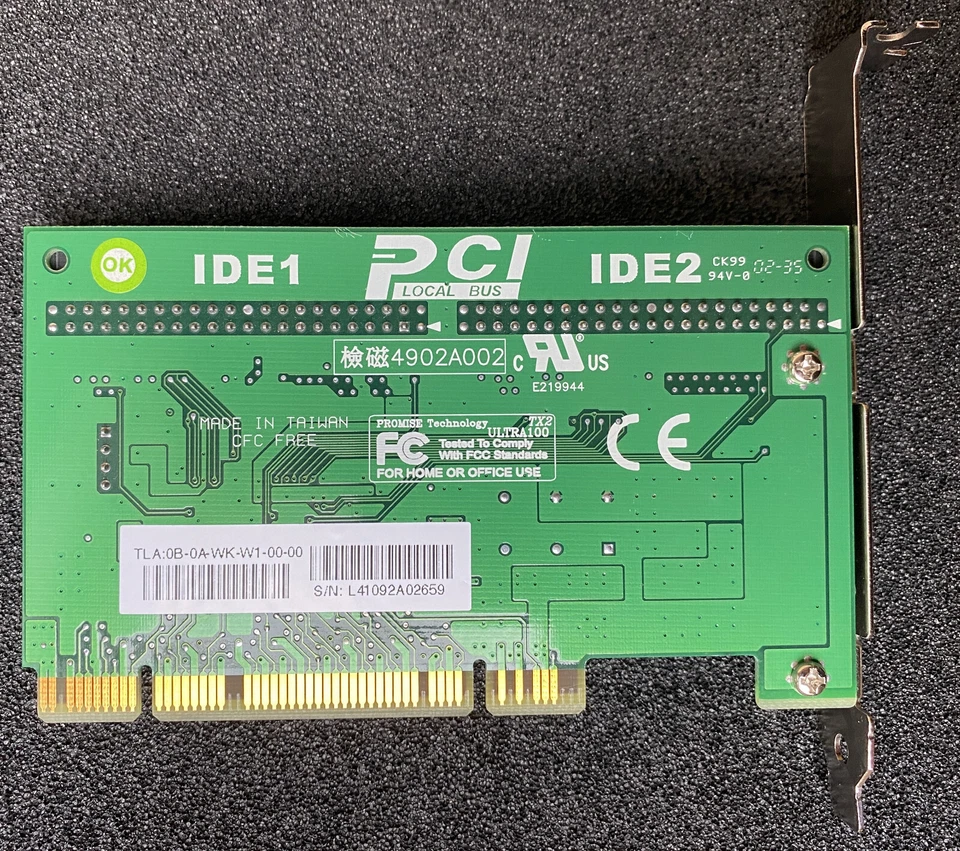 OK
IDE1
PCI
LOCAL BUS
IDE2
CK99
94V-0
02-35
檢磁4902A002
C RU® US
E219944
MADE IN TAIWAN
CFC FREE
PROMISE Technology TX2
ULTRA100
FC Tested To Comply
With FCC Standards
FOR HOME OR OFFICE USE
CE
TLA:0B-0A-WK-W1-00-00
S/N: L41092A02659